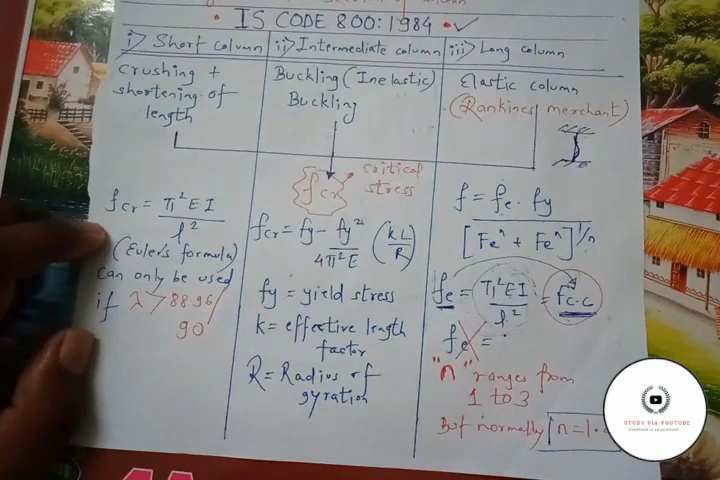 • IS CODE 800:1984 • ✓
i) Short column
Crushing +
shortening of
length
fcr = π²EI / l²
(Euler's formula)
Can only be used
if λ > 88.96
90
ii) Intermediate column
Buckling (Inelastic)
Buckling
critical
stress
fcr
fcr = fy - fy² / 4π²E (kL / R)
fy = yield stress
k = effective length
factor
R = Radius of
gyration
iii) Long column
Elastic column
(Rankines merchant)
f = fe. fy / [Feⁿ + Feⁿ]^1/n
fe = π²EI / l² = Fc.c
fe =
"n" ranges from
1 to 3
But normally n = 1.
STUDY VIA YOUTUBE